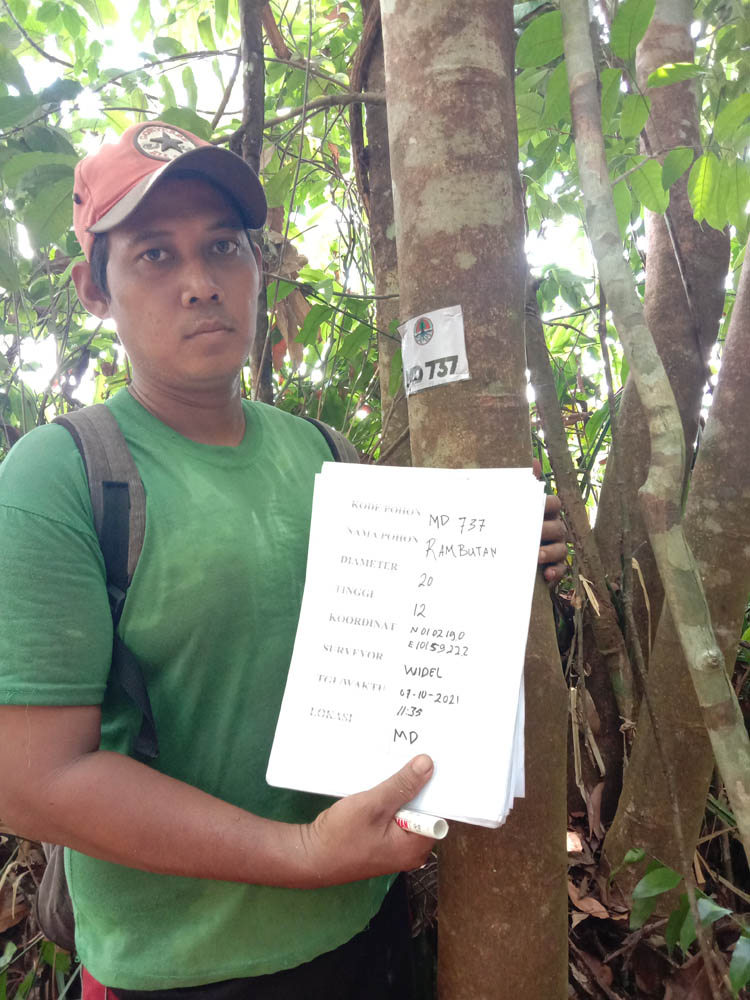 MD 737
KODE POHON MD 737
NAMA POHON RAMBUTAN
DIAMETER 20
TINGGI 12
KOORDINAT N 0102190
E 10159222
SURVEYOR WIDEL
TGL/WAKTU 07-10-2021
11:35
LOKASI MD